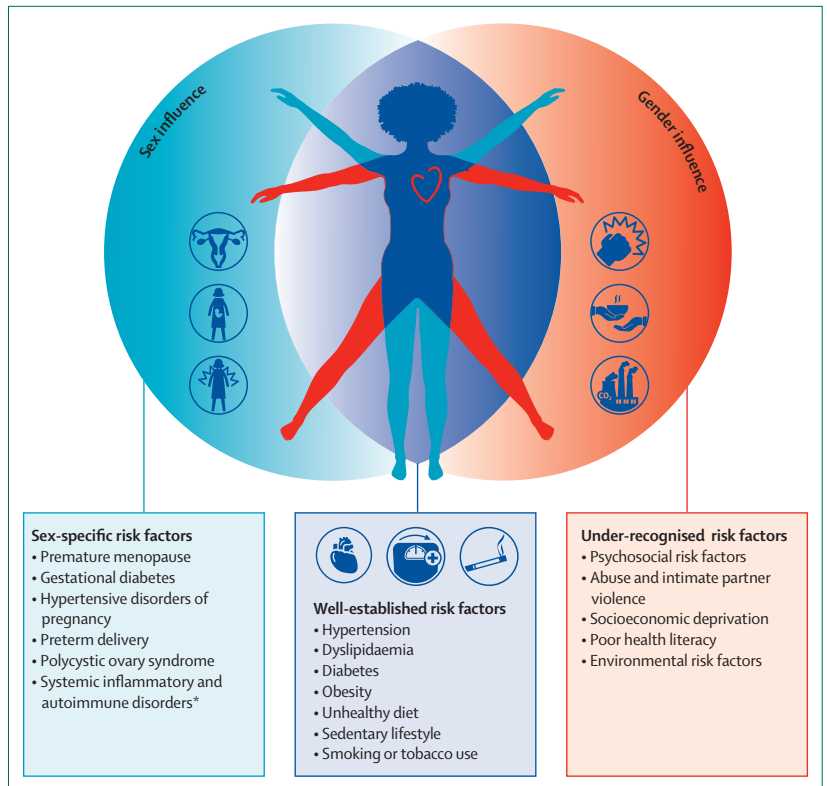 Sex influence
Gender influence
CO₂
Sex-specific risk factors
• Premature menopause
• Gestational diabetes
• Hypertensive disorders of
pregnancy
• Preterm delivery
• Polycystic ovary syndrome
• Systemic inflammatory and
autoimmune disorders*
Well-established risk factors
• Hypertension
• Dyslipidaemia
• Diabetes
• Obesity
• Unhealthy diet
• Sedentary lifestyle
• Smoking or tobacco use
Under-recognised risk factors
• Psychosocial risk factors
• Abuse and intimate partner
violence
• Socioeconomic deprivation
• Poor health literacy
• Environmental risk factors